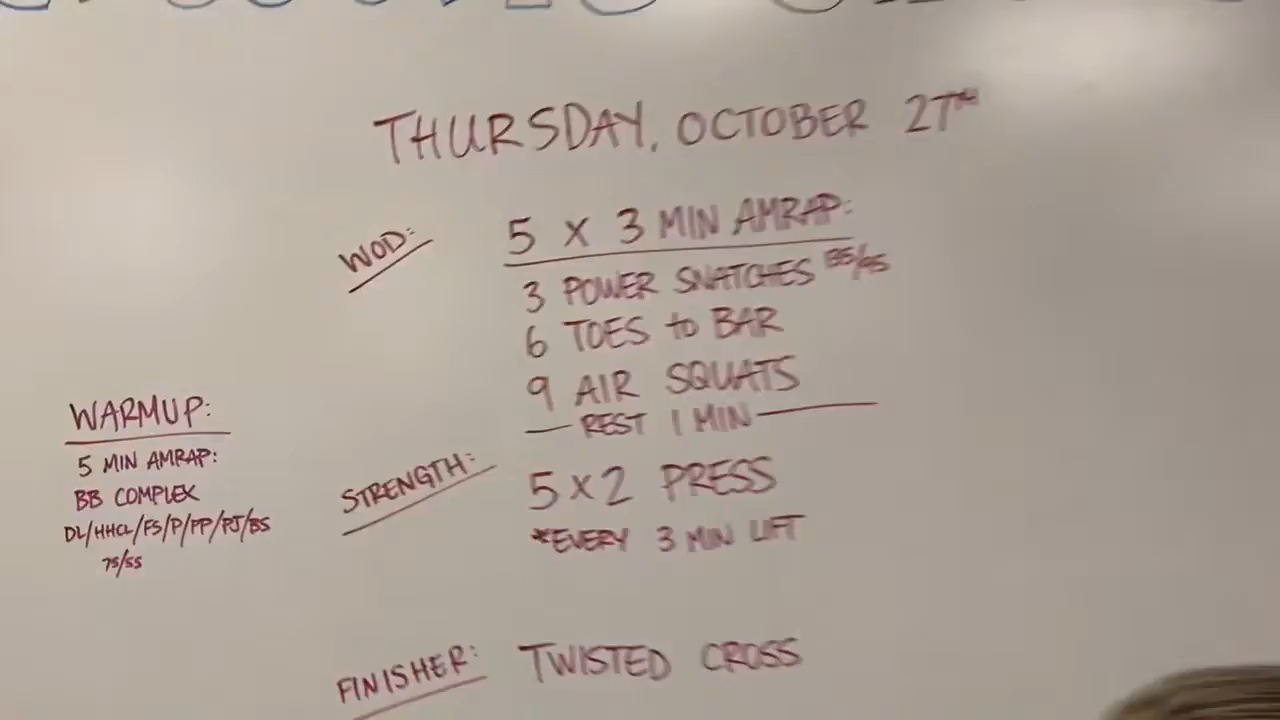 THURSDAY, OCTOBER 27TH
WOD:
5 X 3 MIN AMRAP:
3 POWER SNATCHES 135/95
6 TOES to BAR
9 AIR SQUATS
— REST 1 MIN —
STRENGTH:
5 X 2 PRESS
*EVERY 3 MIN LIFT
FINISHER: TWISTED CROSS
WARMUP:
5 MIN AMRAP:
BB COMPLEX
DL/HHCL/FS/P/PP/PJ/BS
75/55